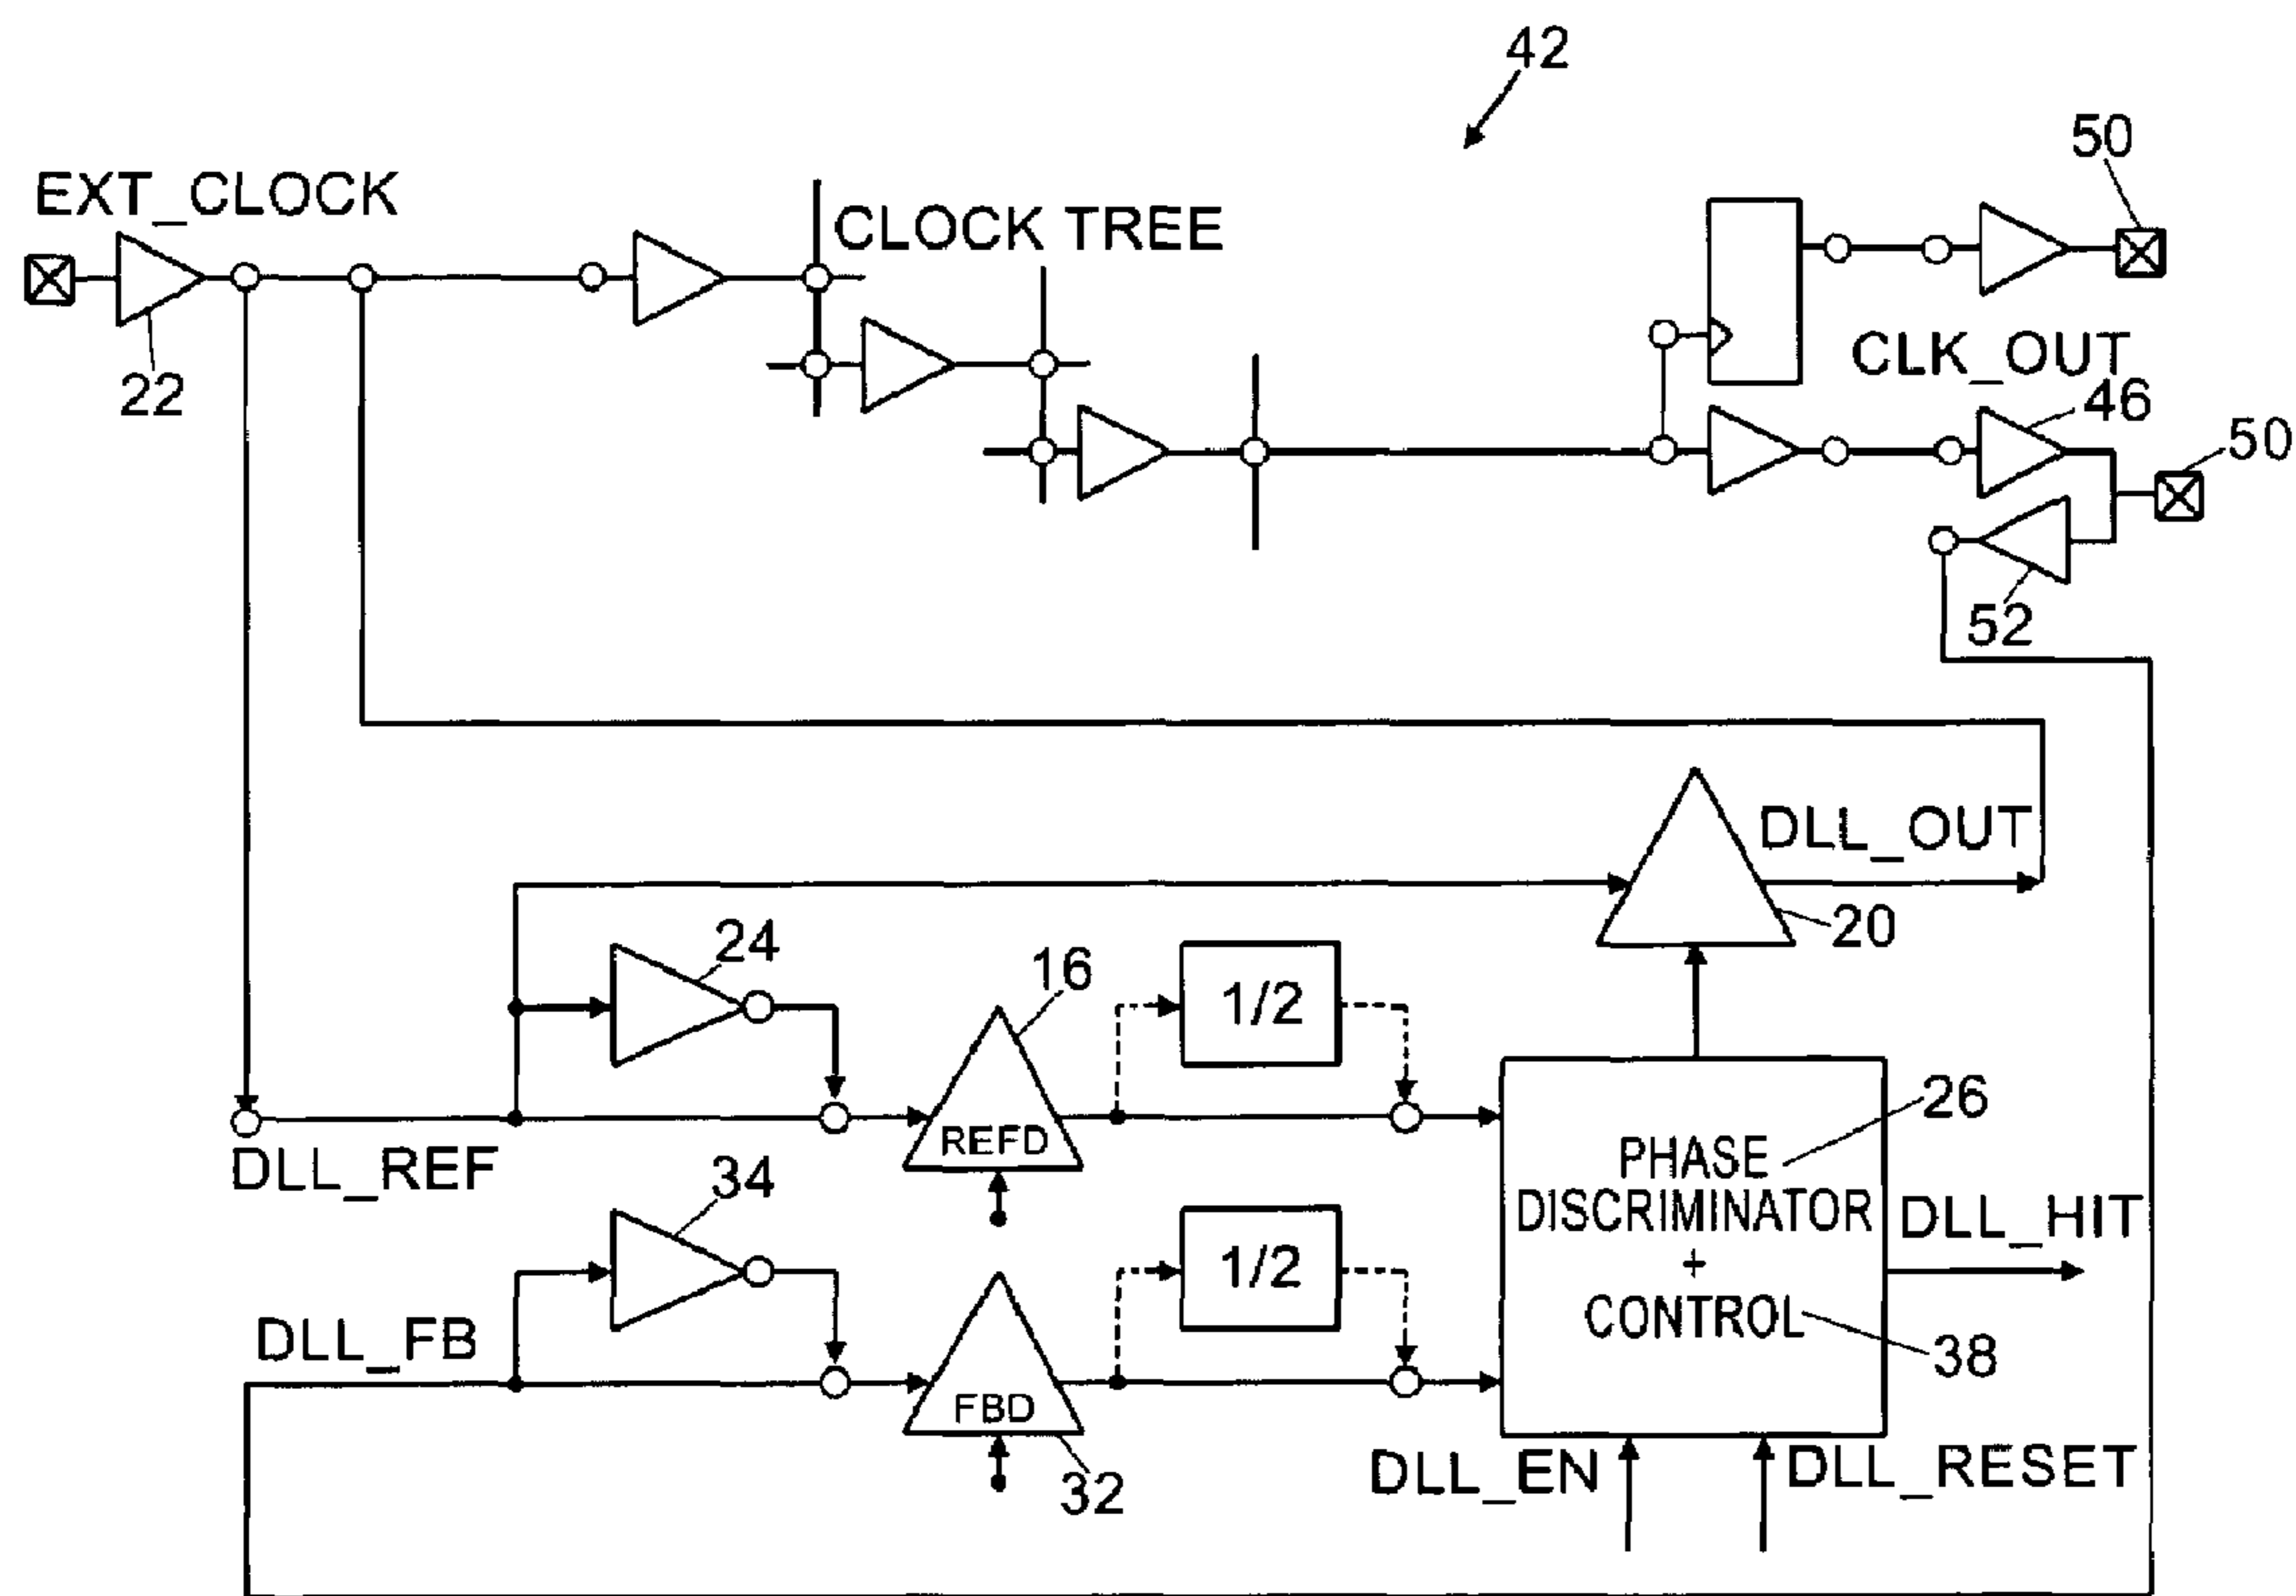 42
50
EXT_CLOCK
CLOCK TREE
22
CLK_OUT
46
50
52
DLL_OUT
20
24
16
1/2
26
DLL_REF
REFD
PHASE
DISCRIMINATOR
+
CONTROL
38
34
1/2
DLL_HIT
DLL_FB
FBD
32
DLL_EN
DLL_RESET